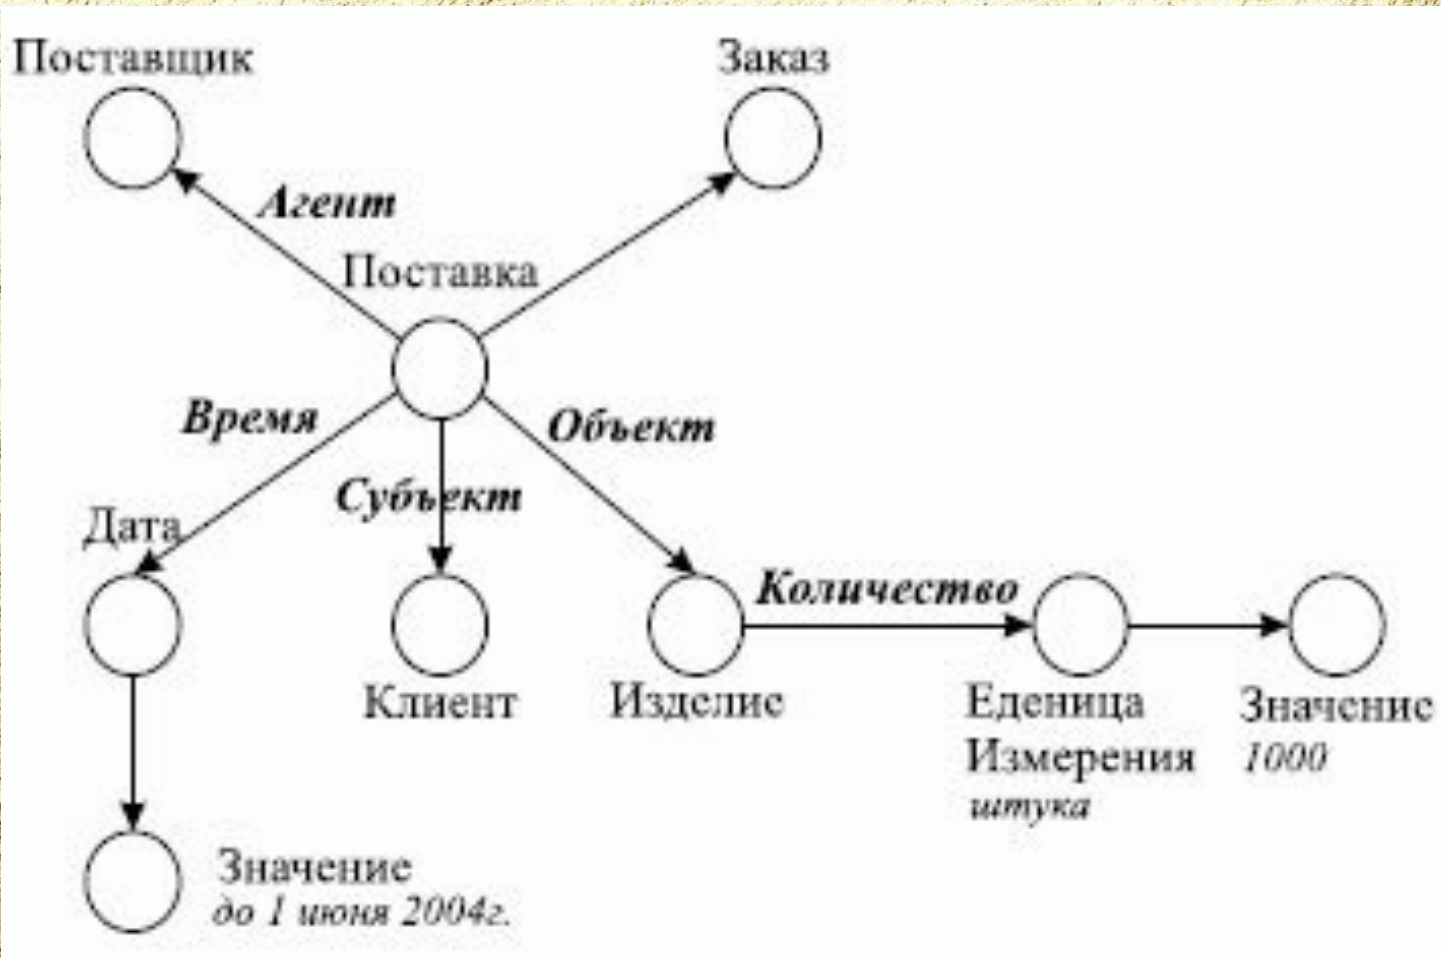 Поставщик
Заказ
Агент
Поставка
Время
Объект
Субъект
Дата
Количество
Клиент
Изделие
Еденица
Измерения
штука
Значение
1000
Значение
до 1 июня 2004г.